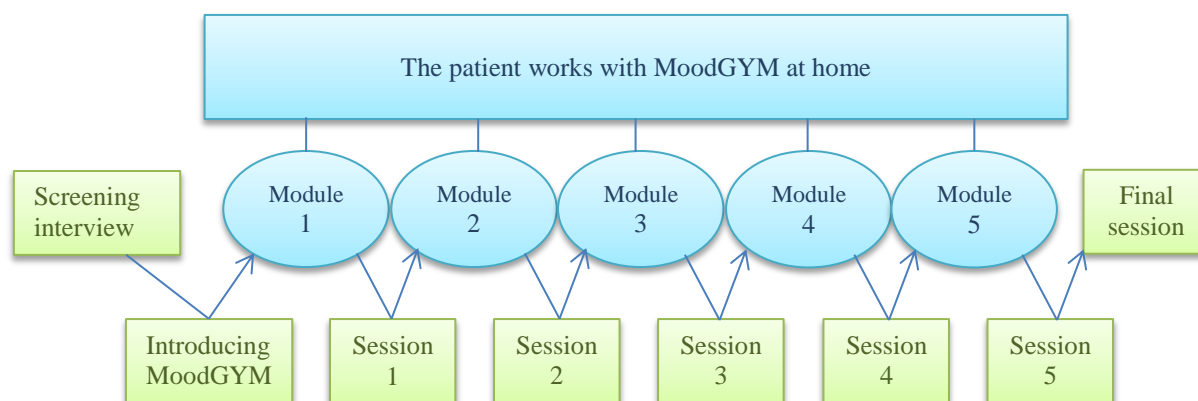 The patient works with MoodGYM at home
Screening
interview
Module
1
Module
2
Module
3
Module
4
Module
5
Final
session
Introducing
MoodGYM
Session
1
Session
2
Session
3
Session
4
Session
5